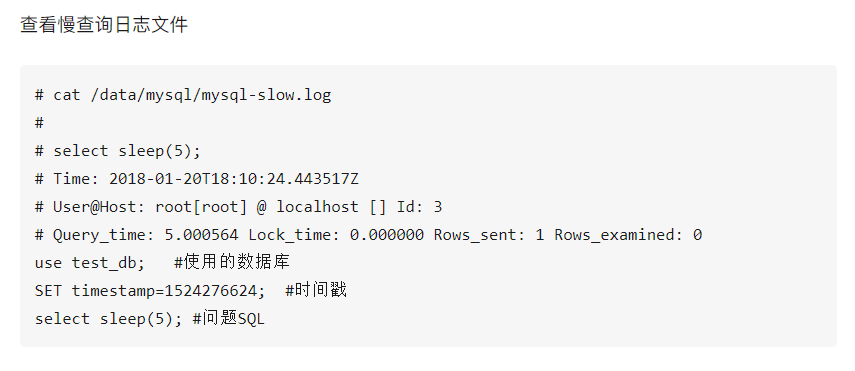 查看慢查询日志文件
# cat /data/mysql/mysql-slow.log
#
# select sleep(5);
# Time: 2018-01-20T18:10:24.443517Z
# User@Host: root[root] @ localhost [] Id: 3
# Query_time: 5.000564 Lock_time: 0.000000 Rows_sent: 1 Rows_examined: 0
use test_db;   #使用的数据库
SET timestamp=1524276624;  #时间戳
select sleep(5); #问题SQL